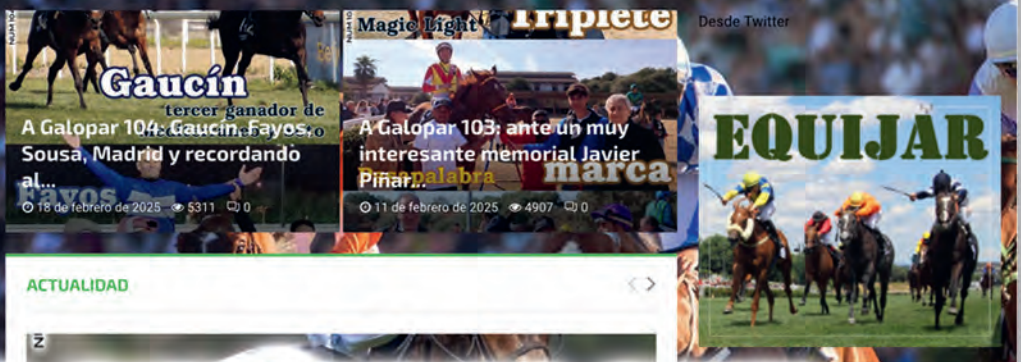 Gaucín
tercer ganador de
A Galopar 104: Gaucín, Fayos,
Sousa, Madrid y recordando
al...
Fayos
18 de febrero de 2025 5311 0
Triplete
Magic Light
A Galopar 103: ante un muy
interesante memorial Javier
Piñar...
marca
11 de febrero de 2025 4907 0
Desde Twitter
EQUIJAR
ACTUALIDAD